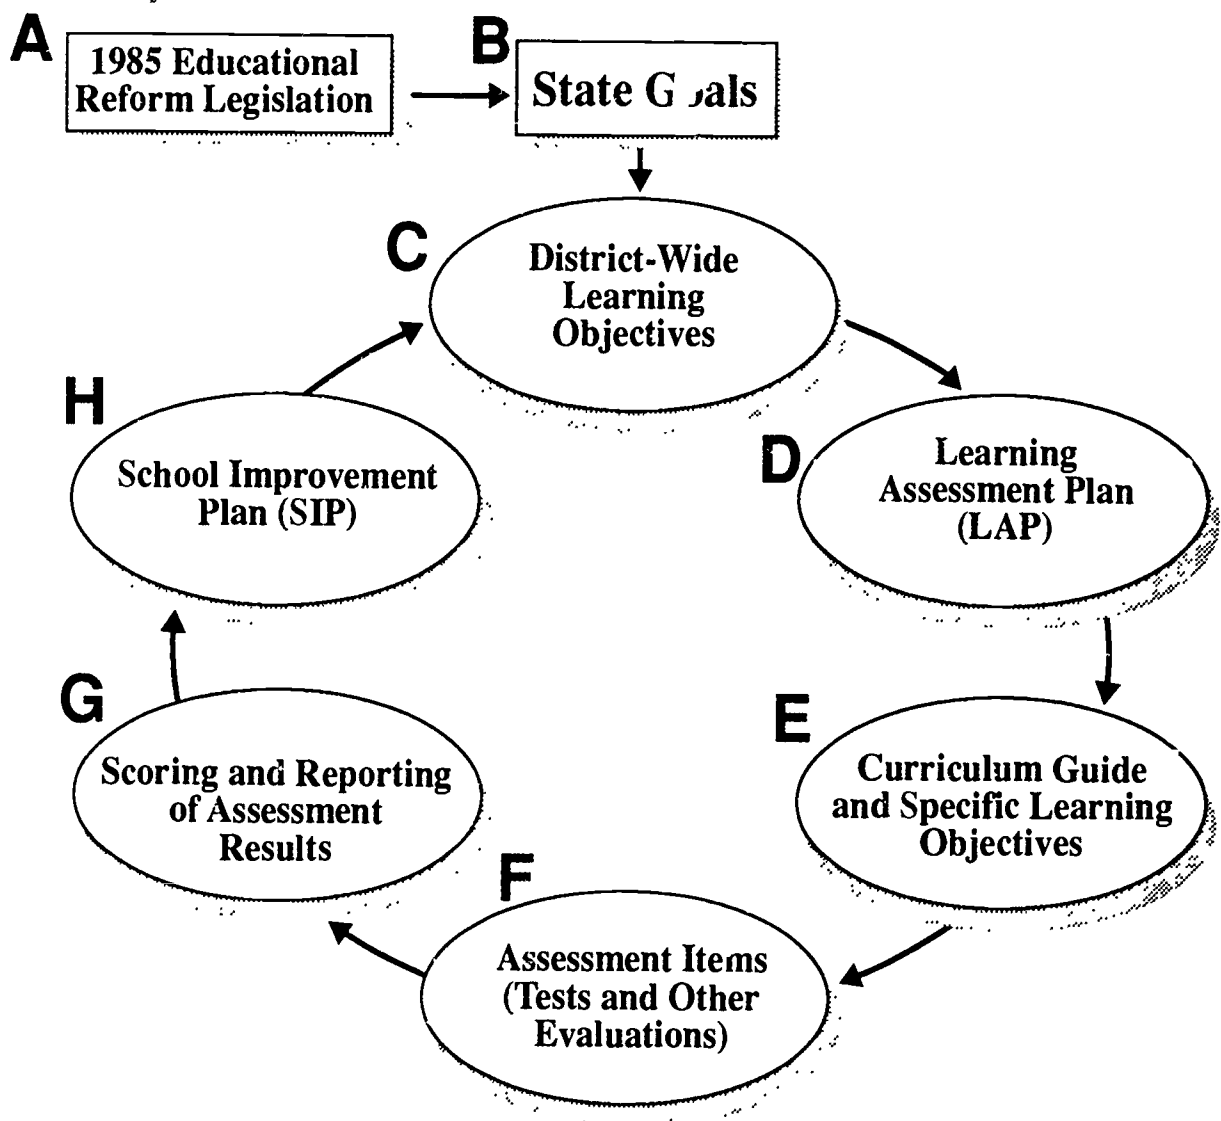 A
1985 Educational
Reform Legislation
B
State Goals
C
District-Wide
Learning
Objectives
D
Learning
Assessment Plan
(LAP)
E
Curriculum Guide
and Specific Learning
Objectives
F
Assessment Items
(Tests and Other
Evaluations)
G
Scoring and Reporting
of Assessment
Results
H
School Improvement
Plan (SIP)